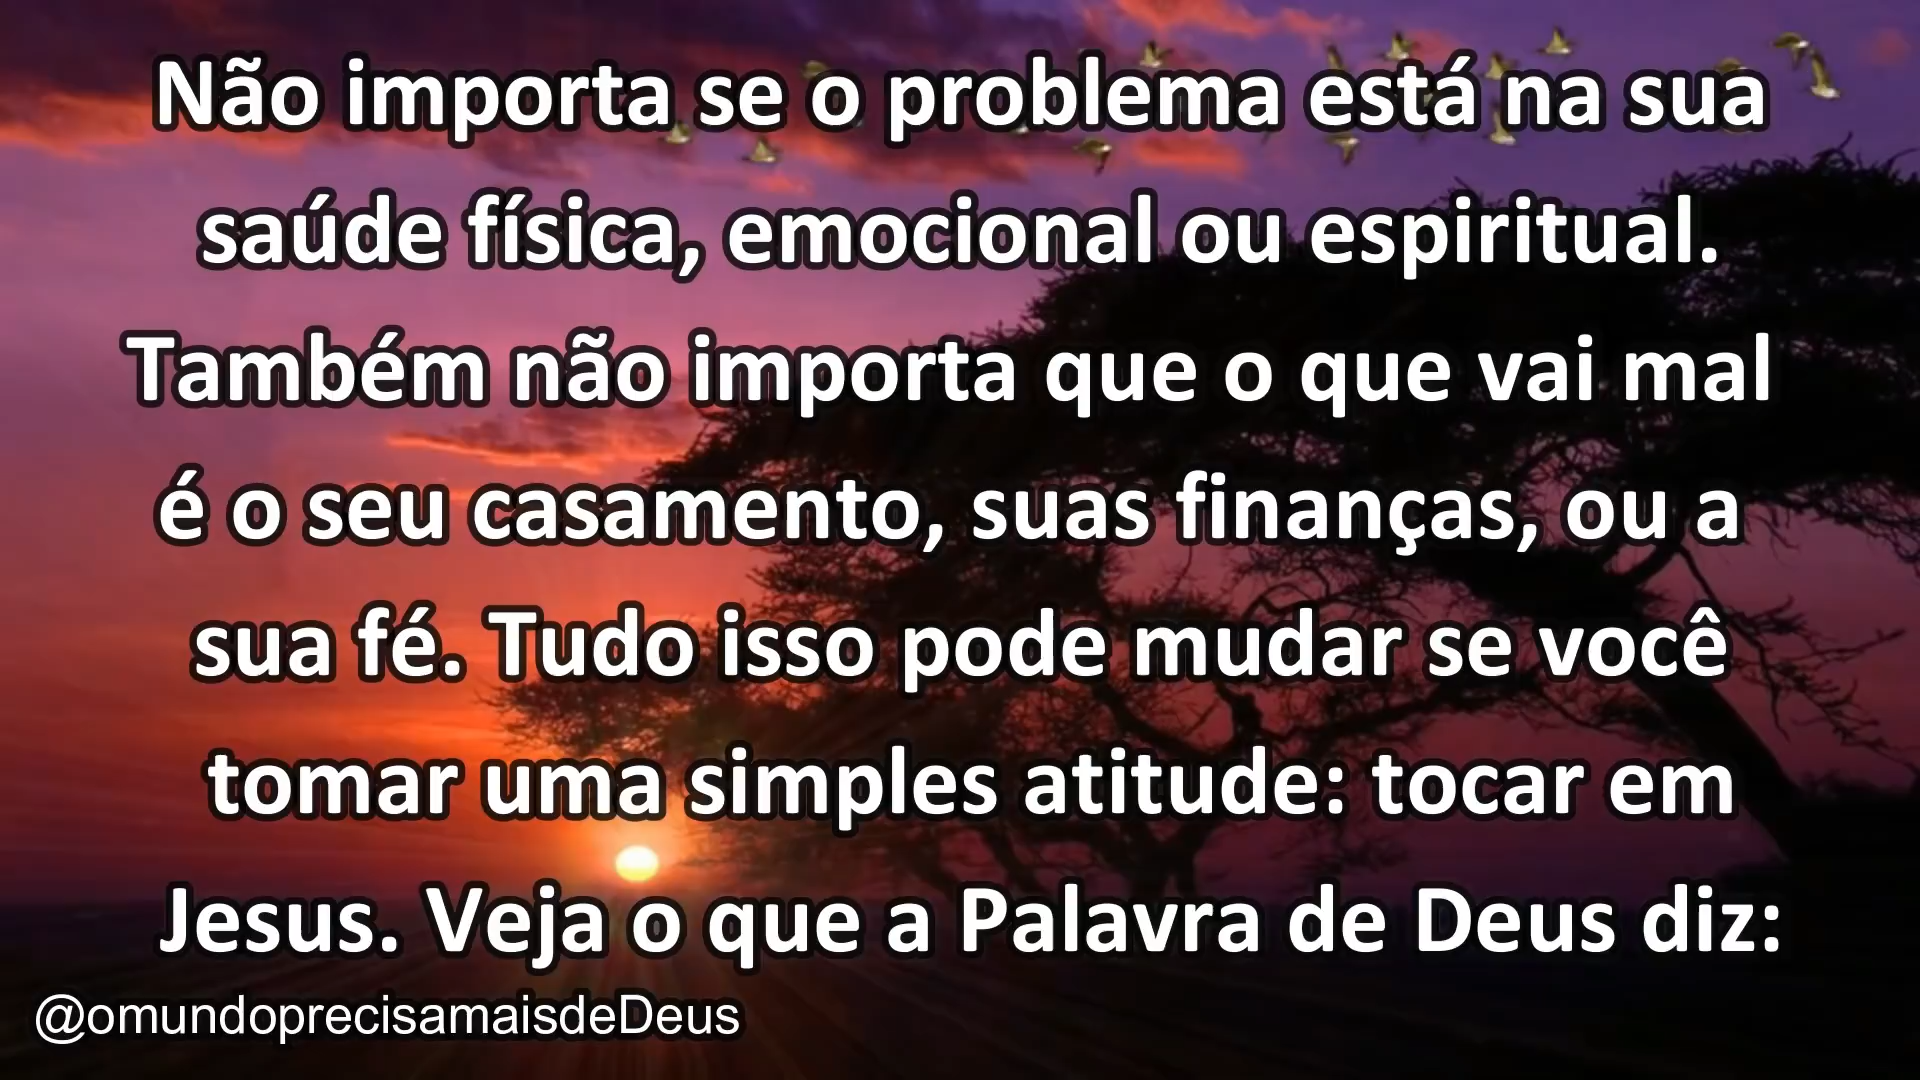 Não importa se o problema está na sua
saúde física, emocional ou espiritual.
Também não importa que o que vai mal
é o seu casamento, suas finanças, ou a
sua fé. Tudo isso pode mudar se você
tomar uma simples atitude: tocar em
Jesus. Veja o que a Palavra de Deus diz:
@omundoprecisamaisdeDeus